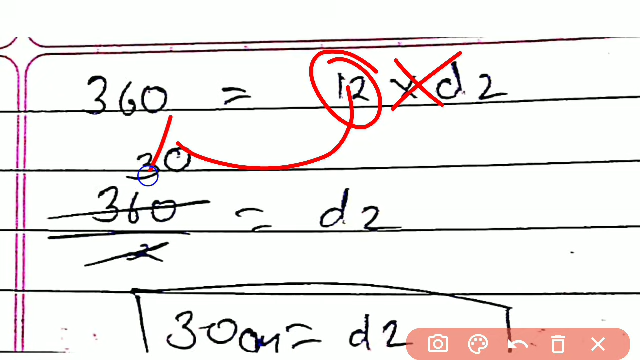 360 = 12 x d2
30
360 = d2
30cm = d2